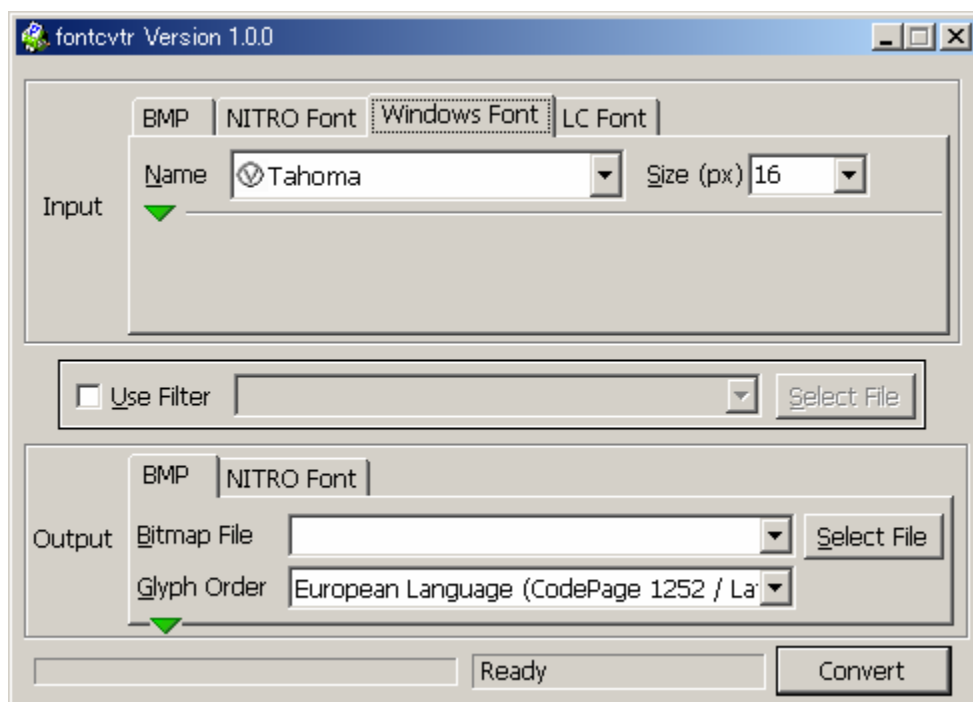 fontcvtr Version 1.0.0
BMP NITRO Font Windows Font LC Font
Name Tahoma Size (px) 16
Input
Use Filter Select File
BMP NITRO Font
Output Bitmap File Select File
Glyph Order European Language (CodePage 1252 / La
Ready Convert